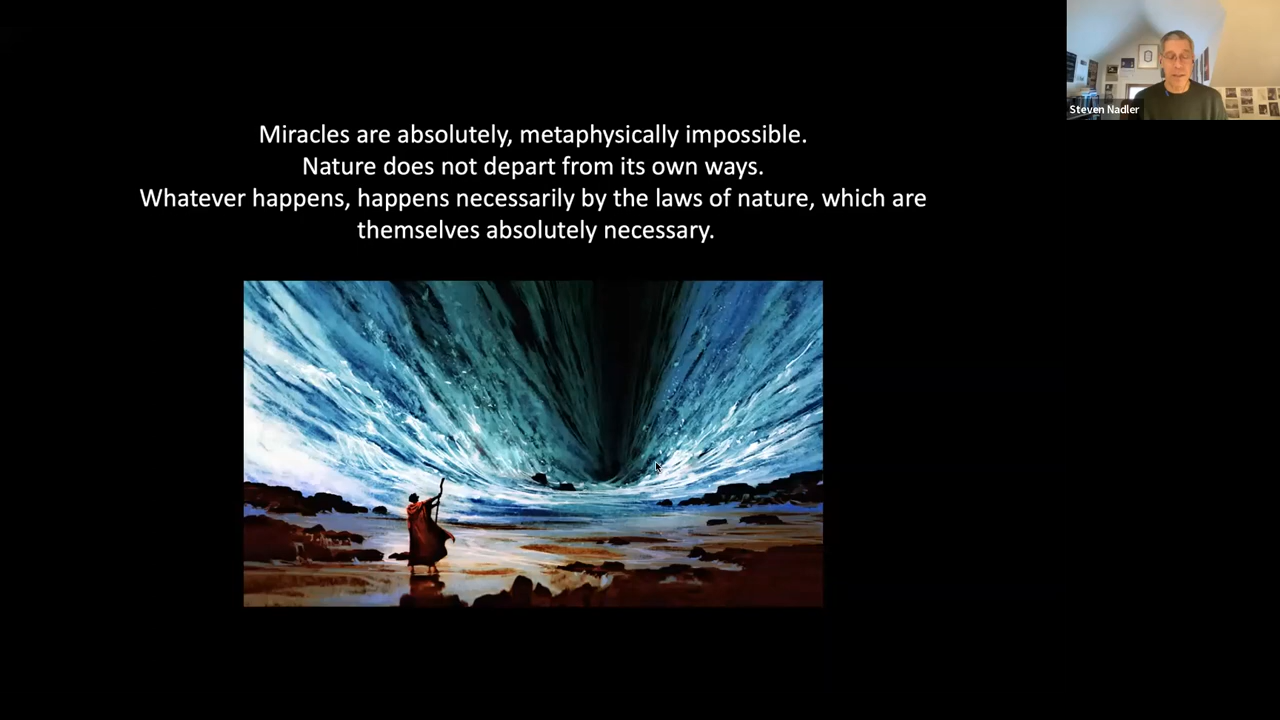 Miracles are absolutely, metaphysically impossible.
Nature does not depart from its own ways.
Whatever happens, happens necessarily by the laws of nature, which are
themselves absolutely necessary.
Steven Nadler